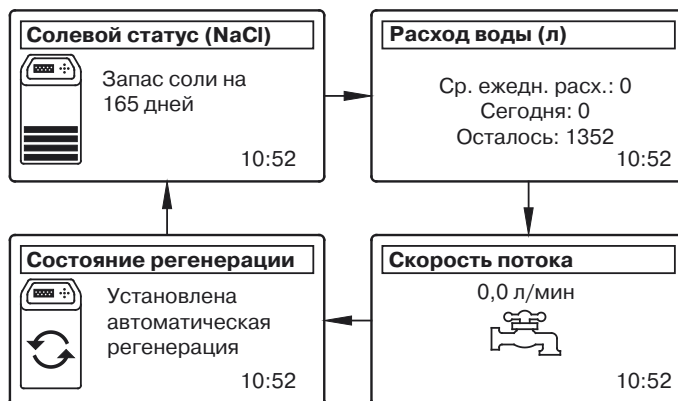 Солевой статус (NaCl)
Запас соли на
165 дней
10:52
Расход воды (л)
Ср. ежедн. расх.: 0
Сегодня: 0
Осталось: 1352
10:52
Состояние регенерации
Установлена
автоматическая
регенерация
10:52
Скорость потока
0,0 л/мин
10:52